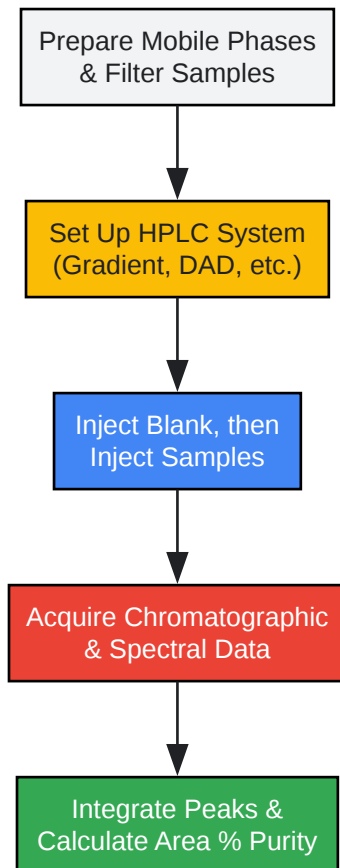 Prepare Mobile Phases
& Filter Samples
Set Up HPLC System
(Gradient, DAD, etc.)
Inject Blank, then
Inject Samples
Acquire Chromatographic
& Spectral Data
Integrate Peaks &
Calculate Area % Purity